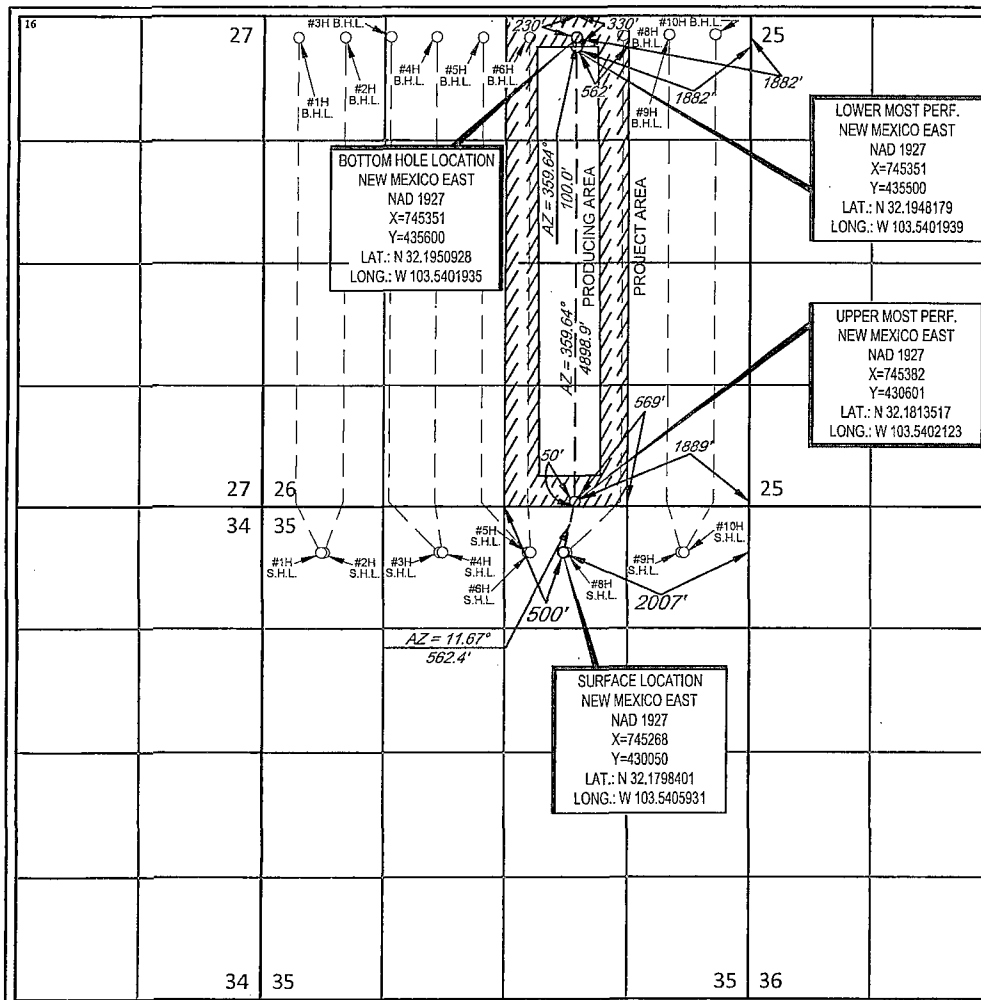 16
27
25
#3H B.H.L.
230'
330'
#10H B.H.L.
#8H
B.H.L.
#1H
B.H.L.
#2H
B.H.L.
#4H
B.H.L.
#5H
B.H.L.
#6H
B.H.L.
562'
1882'
1882'
#9H
B.H.L.
LOWER MOST PERF.
NEW MEXICO EAST
NAD 1927
X=745351
Y=435500
LAT.: N 32.1948179
LONG.: W 103.5401939
BOTTOM HOLE LOCATION
NEW MEXICO EAST
NAD 1927
X=745351
Y=435600
LAT.: N 32.1950928
LONG.: W 103.5401935
AZ = 359.64°
100.0'
PRODUCING AREA
PROJECT AREA
AZ = 359.64°
4898.9'
UPPER MOST PERF.
NEW MEXICO EAST
NAD 1927
X=745382
Y=430601
LAT.: N 32.1813517
LONG.: W 103.5402123
569'
50'
1889'
27 26
25
34 35
#1H
S.H.L.
#2H
S.H.L.
#3H
S.H.L.
#4H
S.H.L.
#5H
S.H.L.
#6H
S.H.L.
#8H
S.H.L.
#9H
S.H.L.
#10H
S.H.L.
500'
2007'
AZ = 11.67°
562.4'
SURFACE LOCATION
NEW MEXICO EAST
NAD 1927
X=745268
Y=430050
LAT.: N 32.1798401
LONG.: W 103.5405931
34 35
35 36